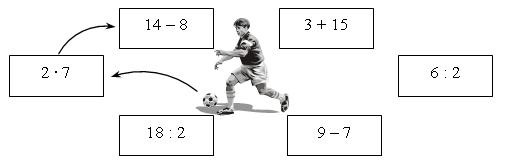 14 – 8
3 + 15
2 · 7
6 : 2
18 : 2
9 – 7